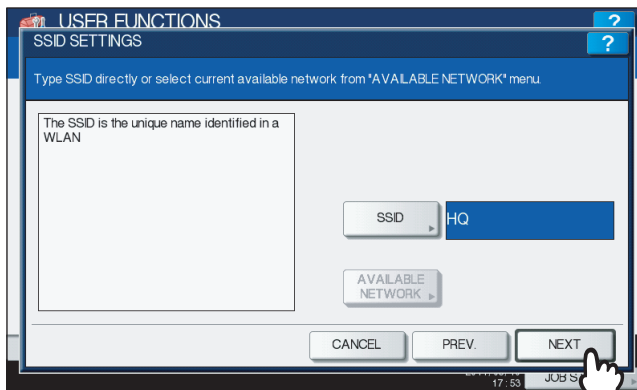 USER FUNCTIONS
?
SSID SETTINGS
?
Type SSID directly or select current available network from "AVAILABLE NETWORK" menu.
The SSID is the unique name identified in a
WLAN
SSID
HQ
AVAILABLE
NETWORK
CANCEL
PREV.
NEXT
17:53
JOB